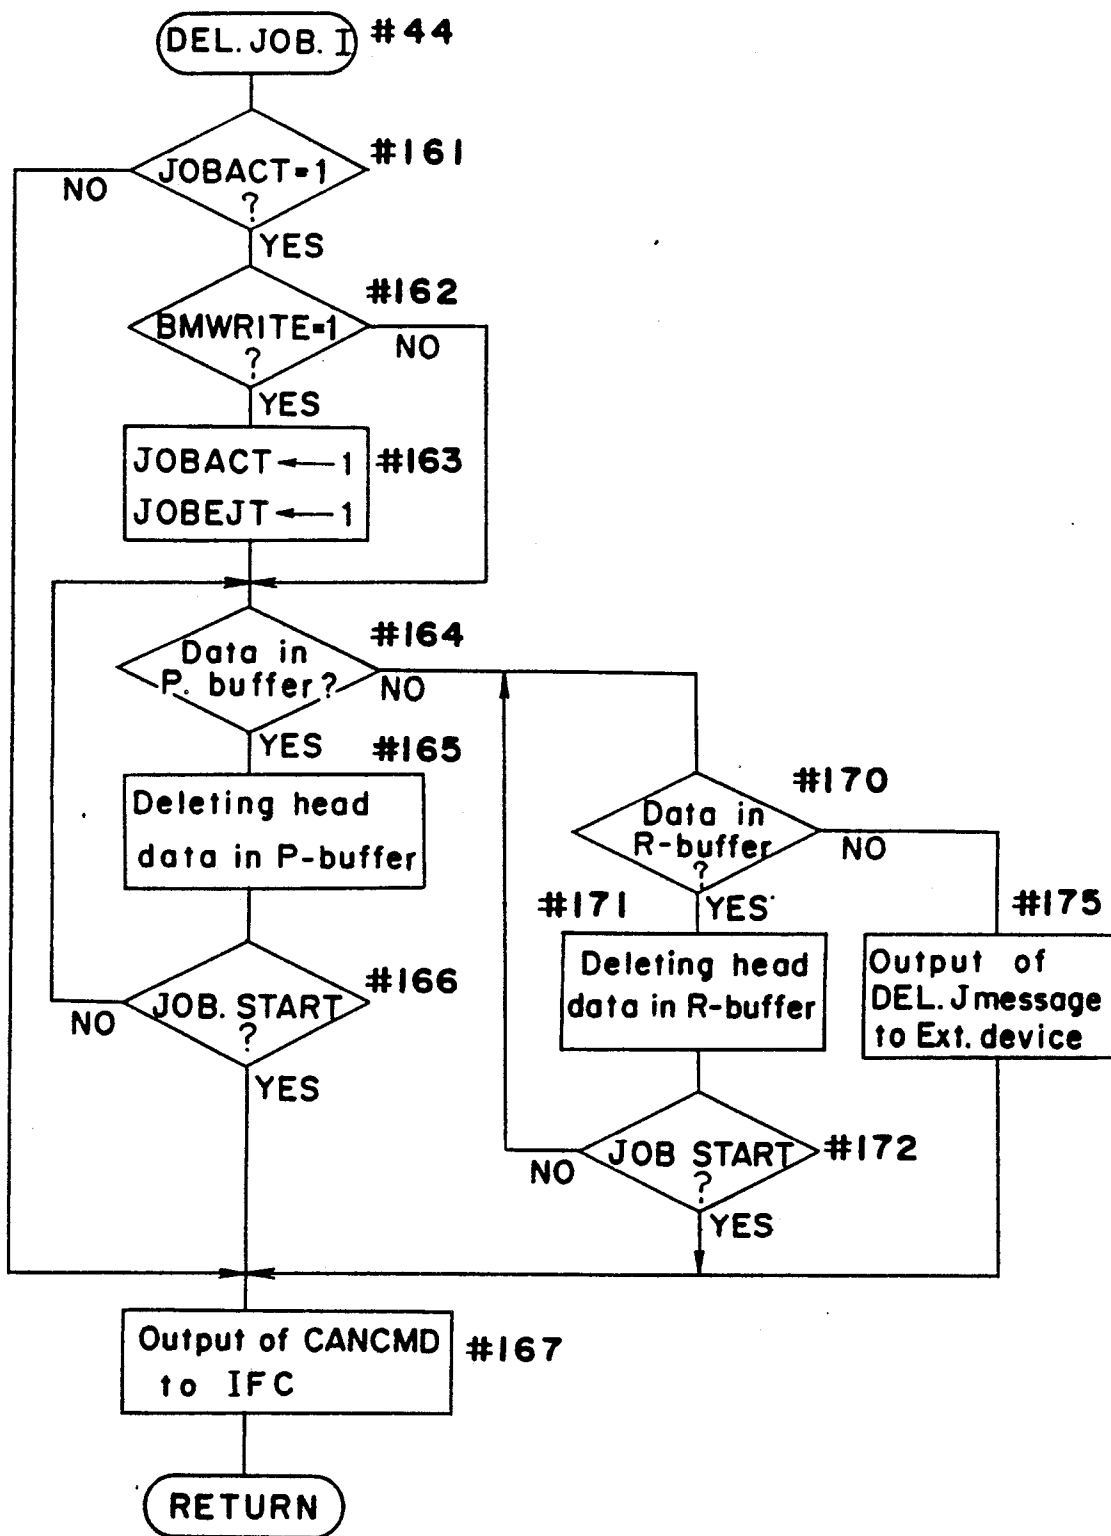 DEL. JOB. I #44
JOBACT=1
?
#161
NO
YES
#162
BMWRITE=1
?
NO
YES
JOBACT ← 1
JOBEJT ← 1
#163
#164
Data in
P. buffer?
NO
YES
#165
Deleting head
data in P-buffer
#166
JOB. START
?
NO
YES
#170
Data in
R-buffer
?
NO
YES
#171
Deleting head
data in R-buffer
#175
Output of
DEL. J message
to Ext. device
JOB START
?
#172
NO
YES
Output of CANCMD
to IFC
#167
RETURN